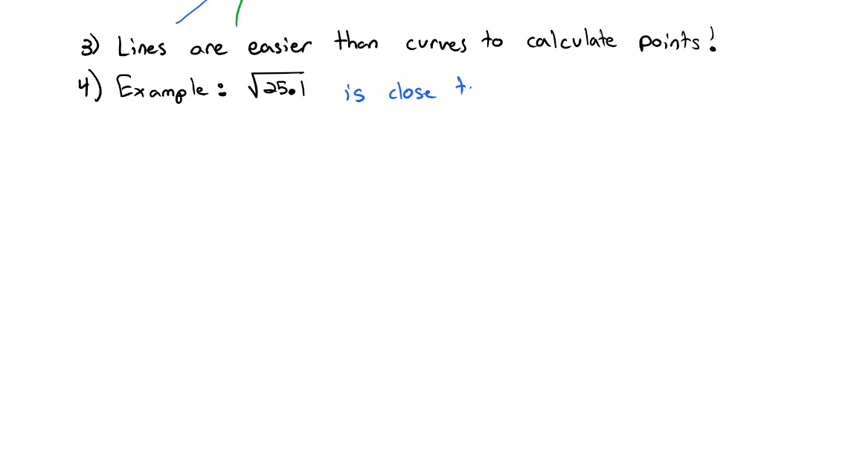 3) Lines are easier than curves to calculate points!
4) Example: √25.1 is close t